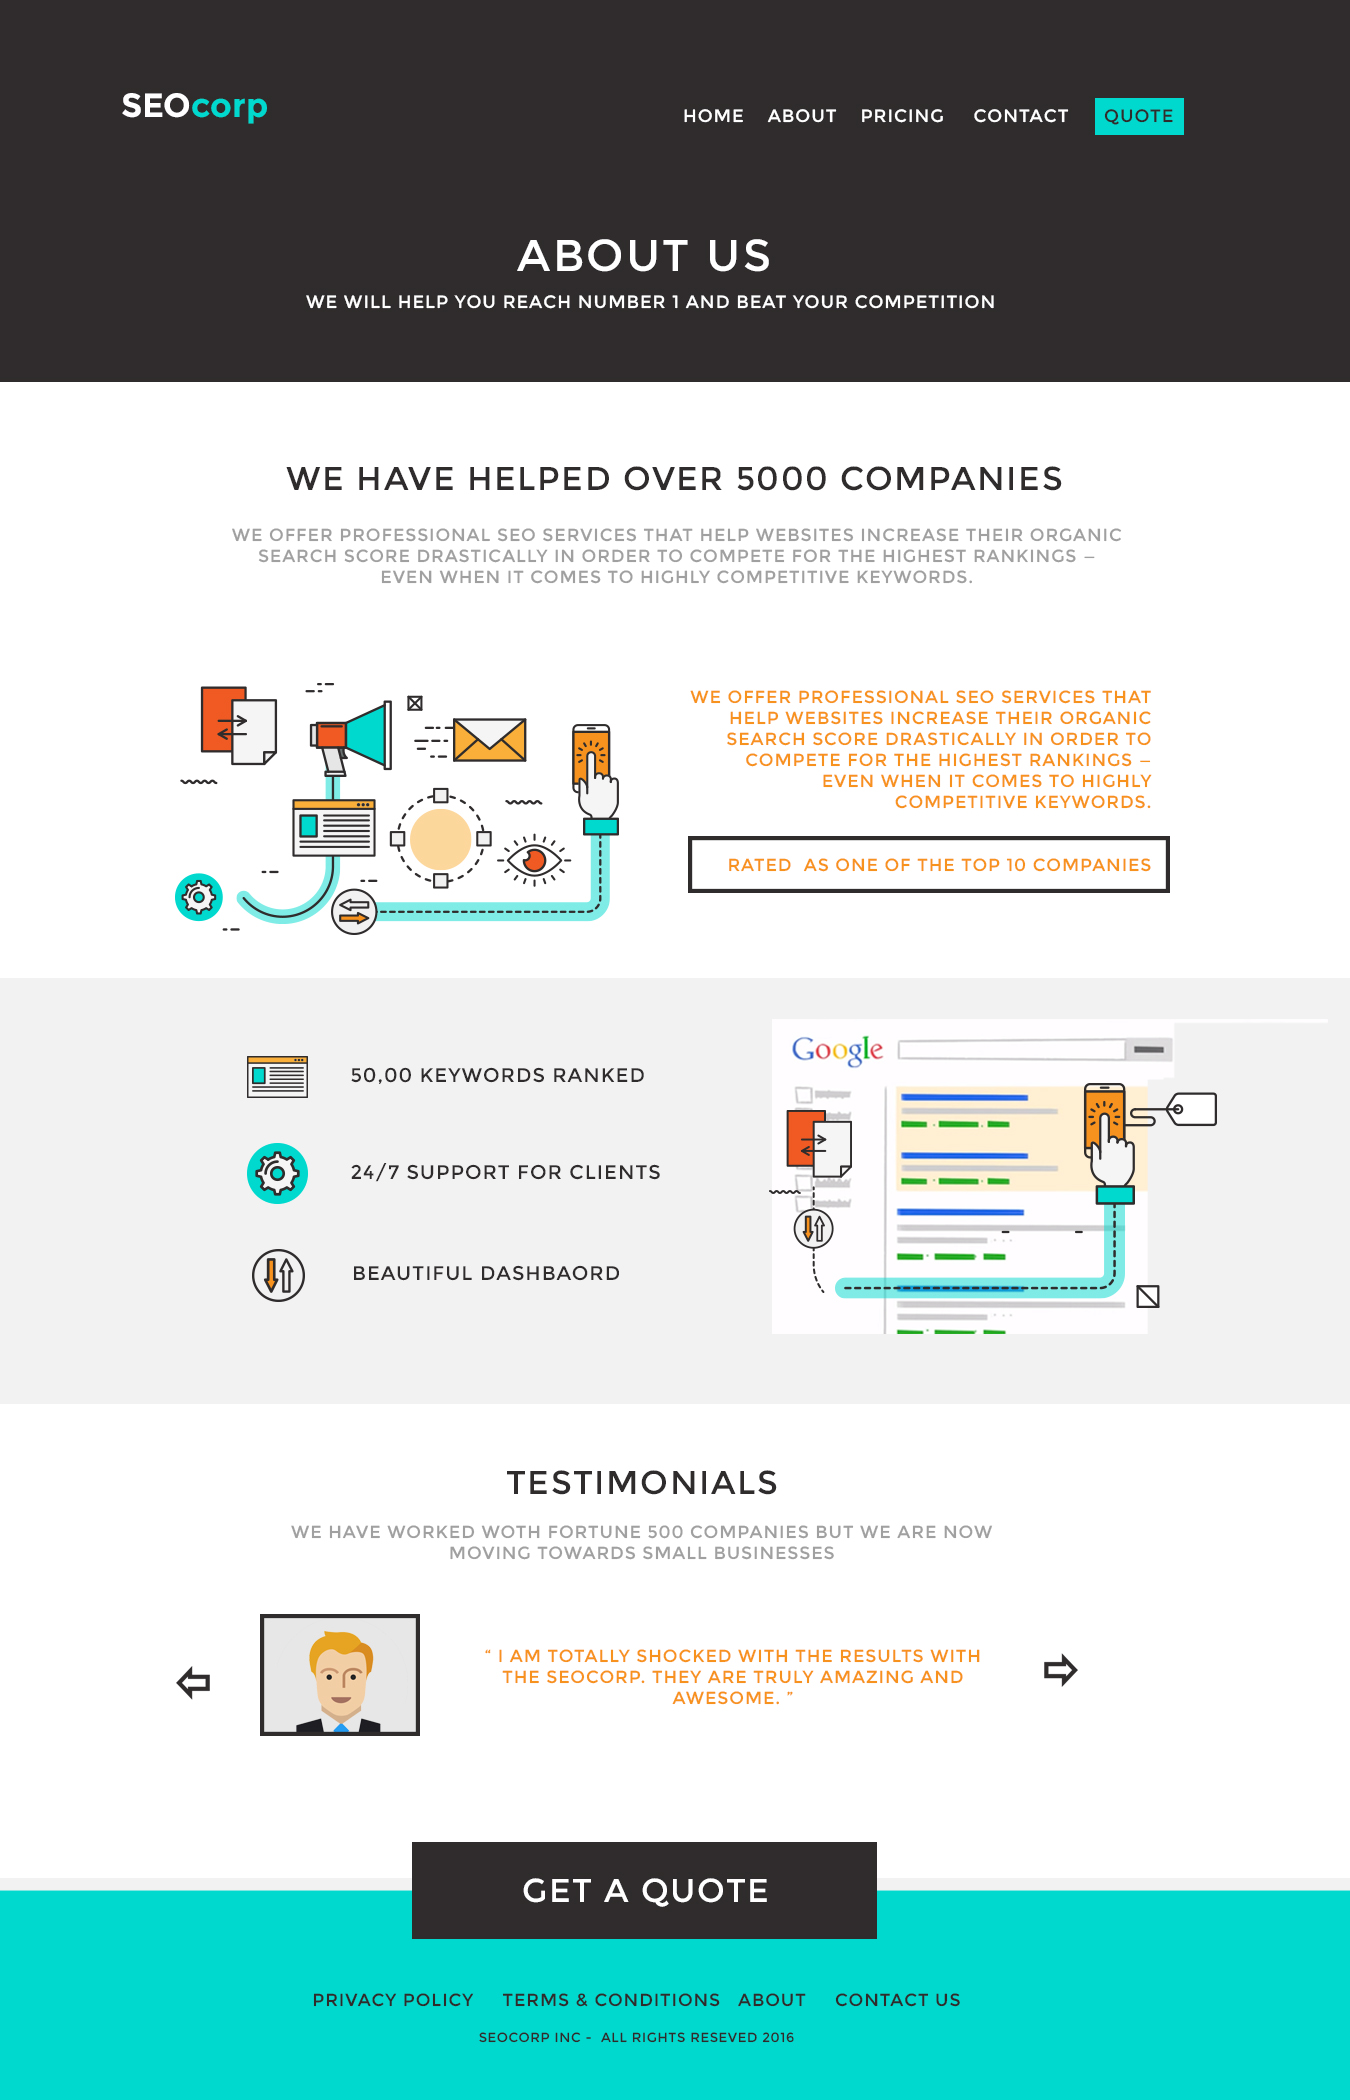 SEOcorp
HOME ABOUT PRICING CONTACT QUOTE
ABOUT US
WE WILL HELP YOU REACH NUMBER 1 AND BEAT YOUR COMPETITION
WE HAVE HELPED OVER 5000 COMPANIES
WE OFFER PROFESSIONAL SEO SERVICES THAT HELP WEBSITES INCREASE THEIR ORGANIC
SEARCH SCORE DRASTICALLY IN ORDER TO COMPETE FOR THE HIGHEST RANKINGS –
EVEN WHEN IT COMES TO HIGHLY COMPETITIVE KEYWORDS.
WE OFFER PROFESSIONAL SEO SERVICES THAT
HELP WEBSITES INCREASE THEIR ORGANIC
SEARCH SCORE DRASTICALLY IN ORDER TO
COMPETE FOR THE HIGHEST RANKINGS –
EVEN WHEN IT COMES TO HIGHLY
COMPETITIVE KEYWORDS.
RATED AS ONE OF THE TOP 10 COMPANIES
50,00 KEYWORDS RANKED
24/7 SUPPORT FOR CLIENTS
BEAUTIFUL DASHBAORD
Google
TESTIMONIALS
WE HAVE WORKED WOTH FORTUNE 500 COMPANIES BUT WE ARE NOW
MOVING TOWARDS SMALL BUSINESSES
“ I AM TOTALLY SHOCKED WITH THE RESULTS WITH
THE SEOCORP. THEY ARE TRULY AMAZING AND
AWESOME. ”
GET A QUOTE
PRIVACY POLICY TERMS & CONDITIONS ABOUT CONTACT US
SEOCORP INC - ALL RIGHTS RESEVED 2016